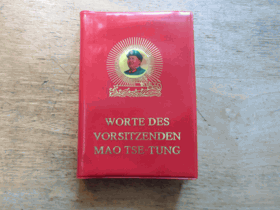 WORTE DES
VORSITZENDEN
MAO TSE-TUNG